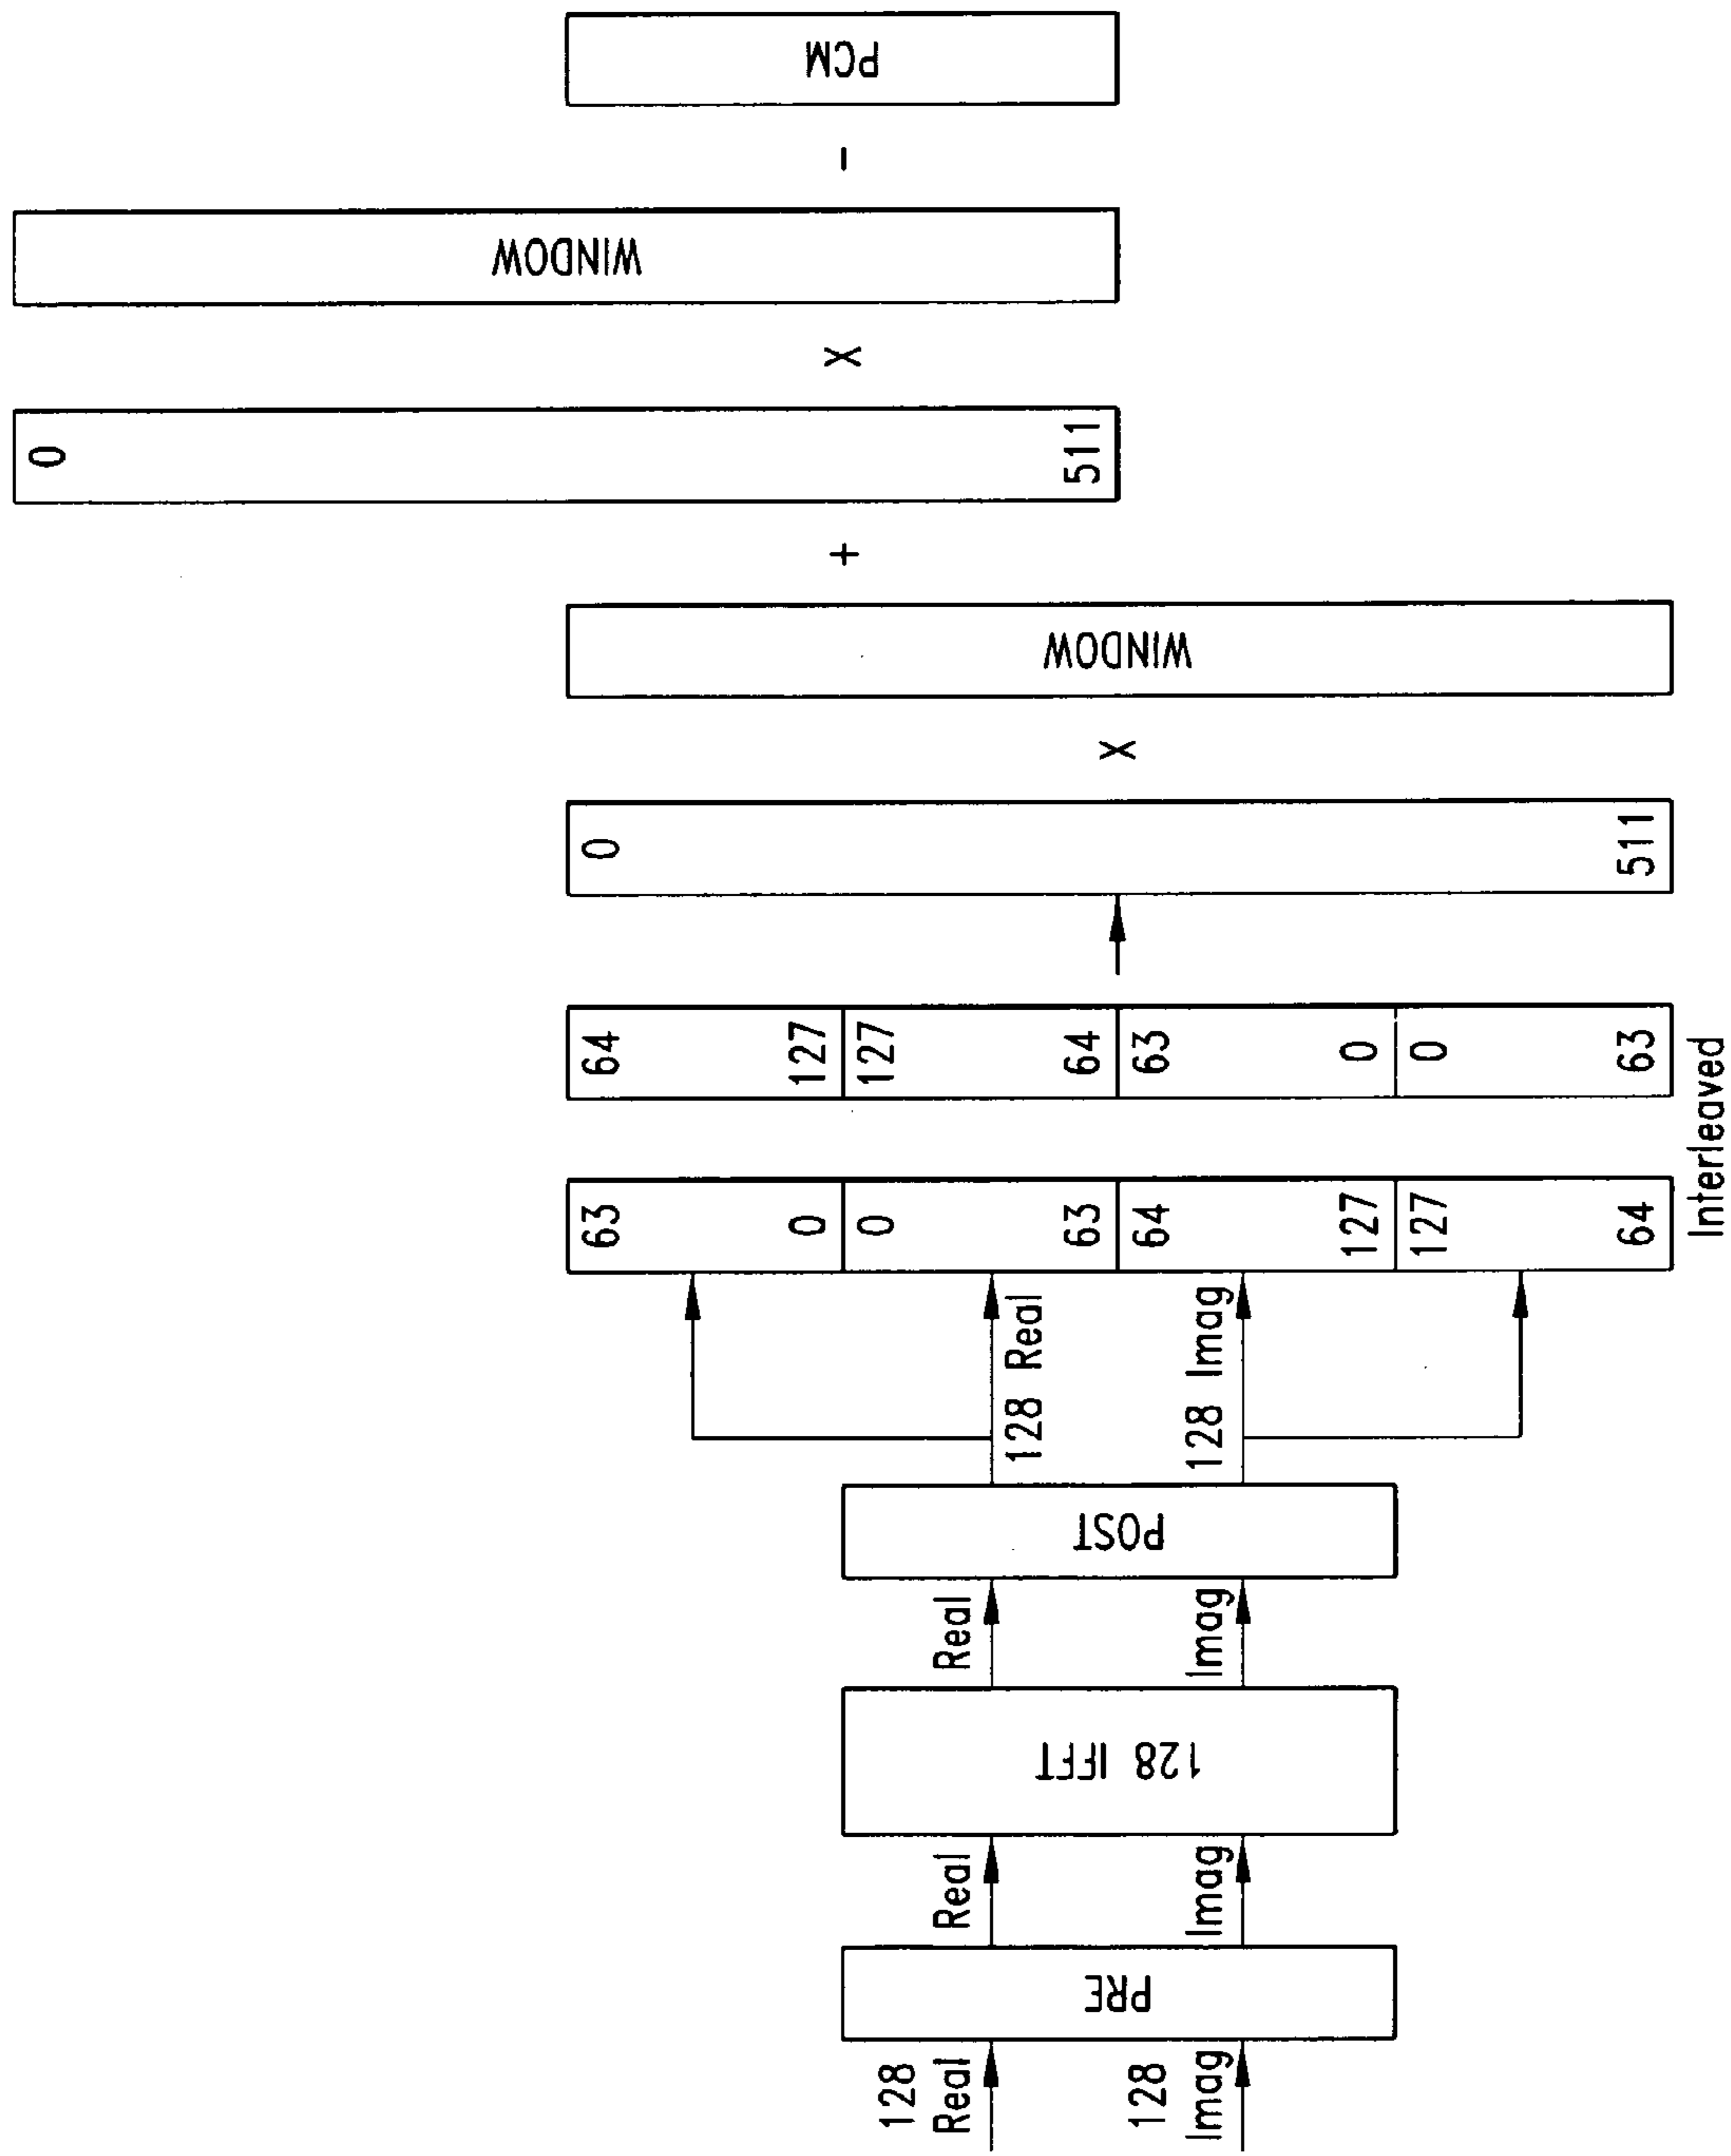 128
Real
128
Imag
PRE
Real
Imag
128 IFFT
Real
Imag
POST
128 Real
128 Imag
63
0
0
63
64
127
127
64
64
127
127
64
63
0
0
63
Interleaved
0
511
X
WINDOW
+
0
511
X
WINDOW
-
PCM